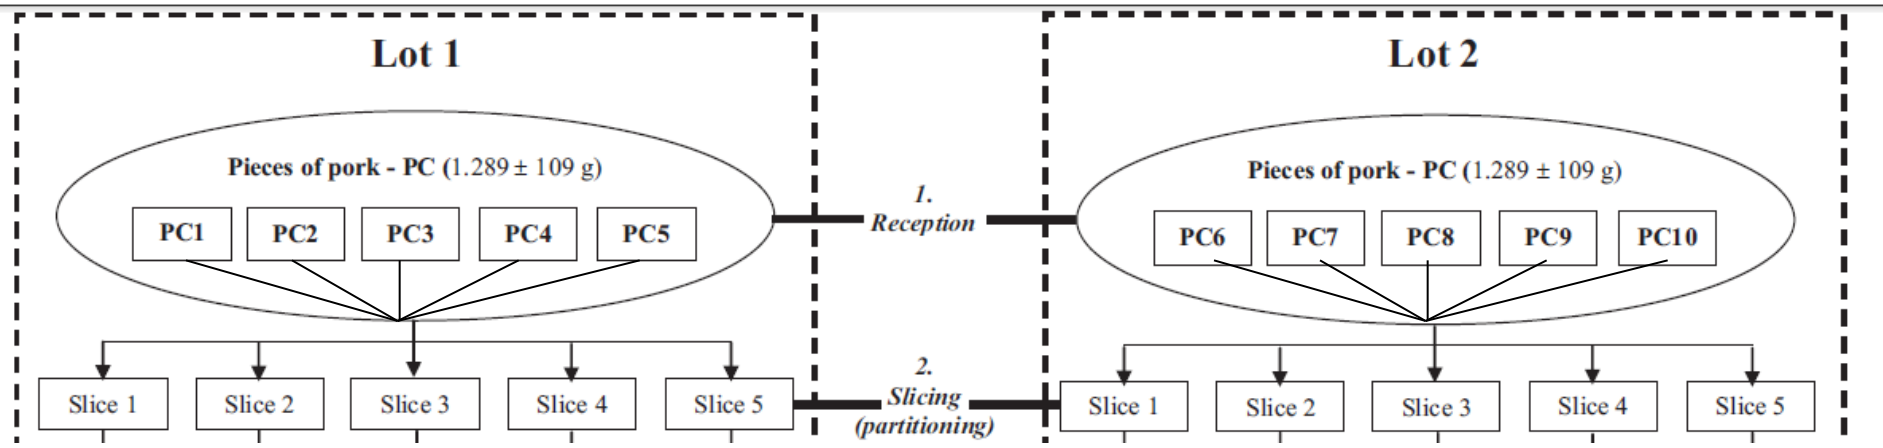 Lot 1
Lot 2
Pieces of pork - PC (1.289 ± 109 g)
Pieces of pork - PC (1.289 ± 109 g)
1.
Reception
PC1 PC2 PC3 PC4 PC5
PC6 PC7 PC8 PC9 PC10
2.
Slicing
(partitioning)
Slice 1 Slice 2 Slice 3 Slice 4 Slice 5
Slice 1 Slice 2 Slice 3 Slice 4 Slice 5